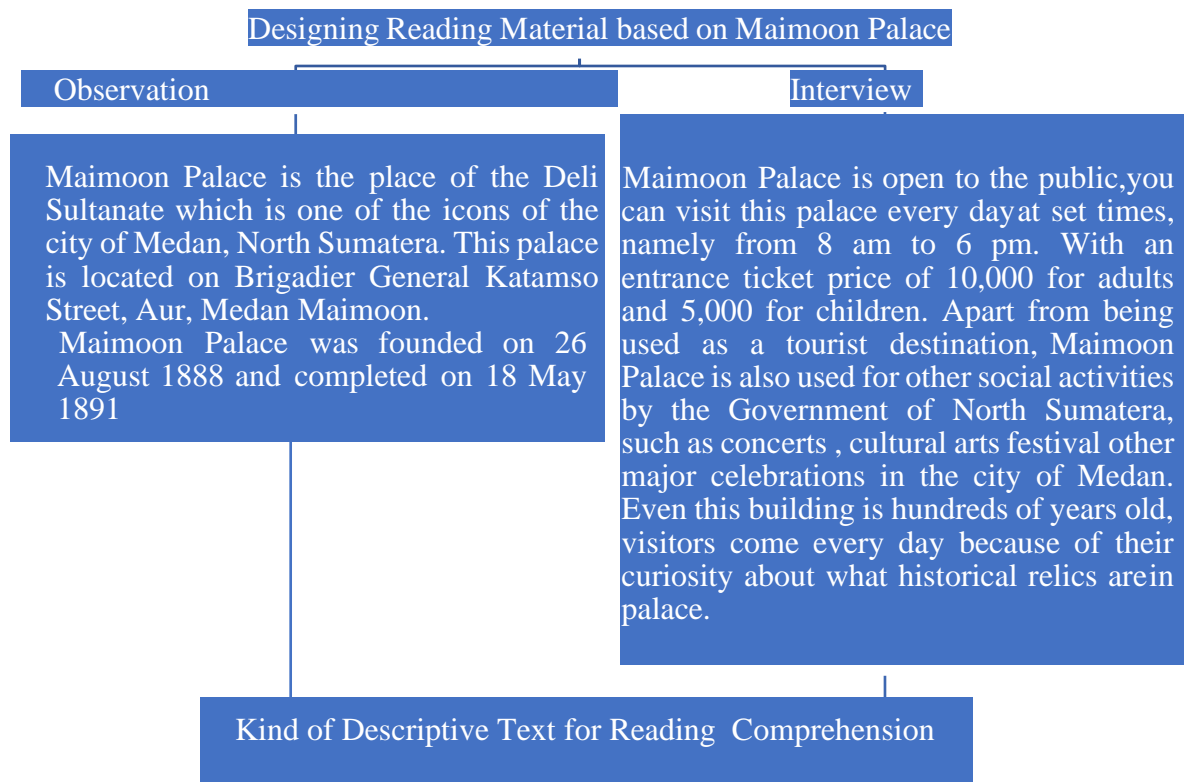 Designing Reading Material based on Maimoon Palace
Observation
Interview
Maimoon Palace is the place of the Deli
Sultanate which is one of the icons of the
city of Medan, North Sumatera. This palace
is located on Brigadier General Katamso
Street, Aur, Medan Maimoon.
Maimoon Palace was founded on 26
August 1888 and completed on 18 May
1891
Maimoon Palace is open to the public,you
can visit this palace every dayat set times,
namely from 8 am to 6 pm. With an
entrance ticket price of 10,000 for adults
and 5,000 for children. Apart from being
used as a tourist destination, Maimoon
Palace is also used for other social activities
by the Government of North Sumatera,
such as concerts , cultural arts festival other
major celebrations in the city of Medan.
Even this building is hundreds of years old,
visitors come every day because of their
curiosity about what historical relics arein
palace.
Kind of Descriptive Text for Reading Comprehension